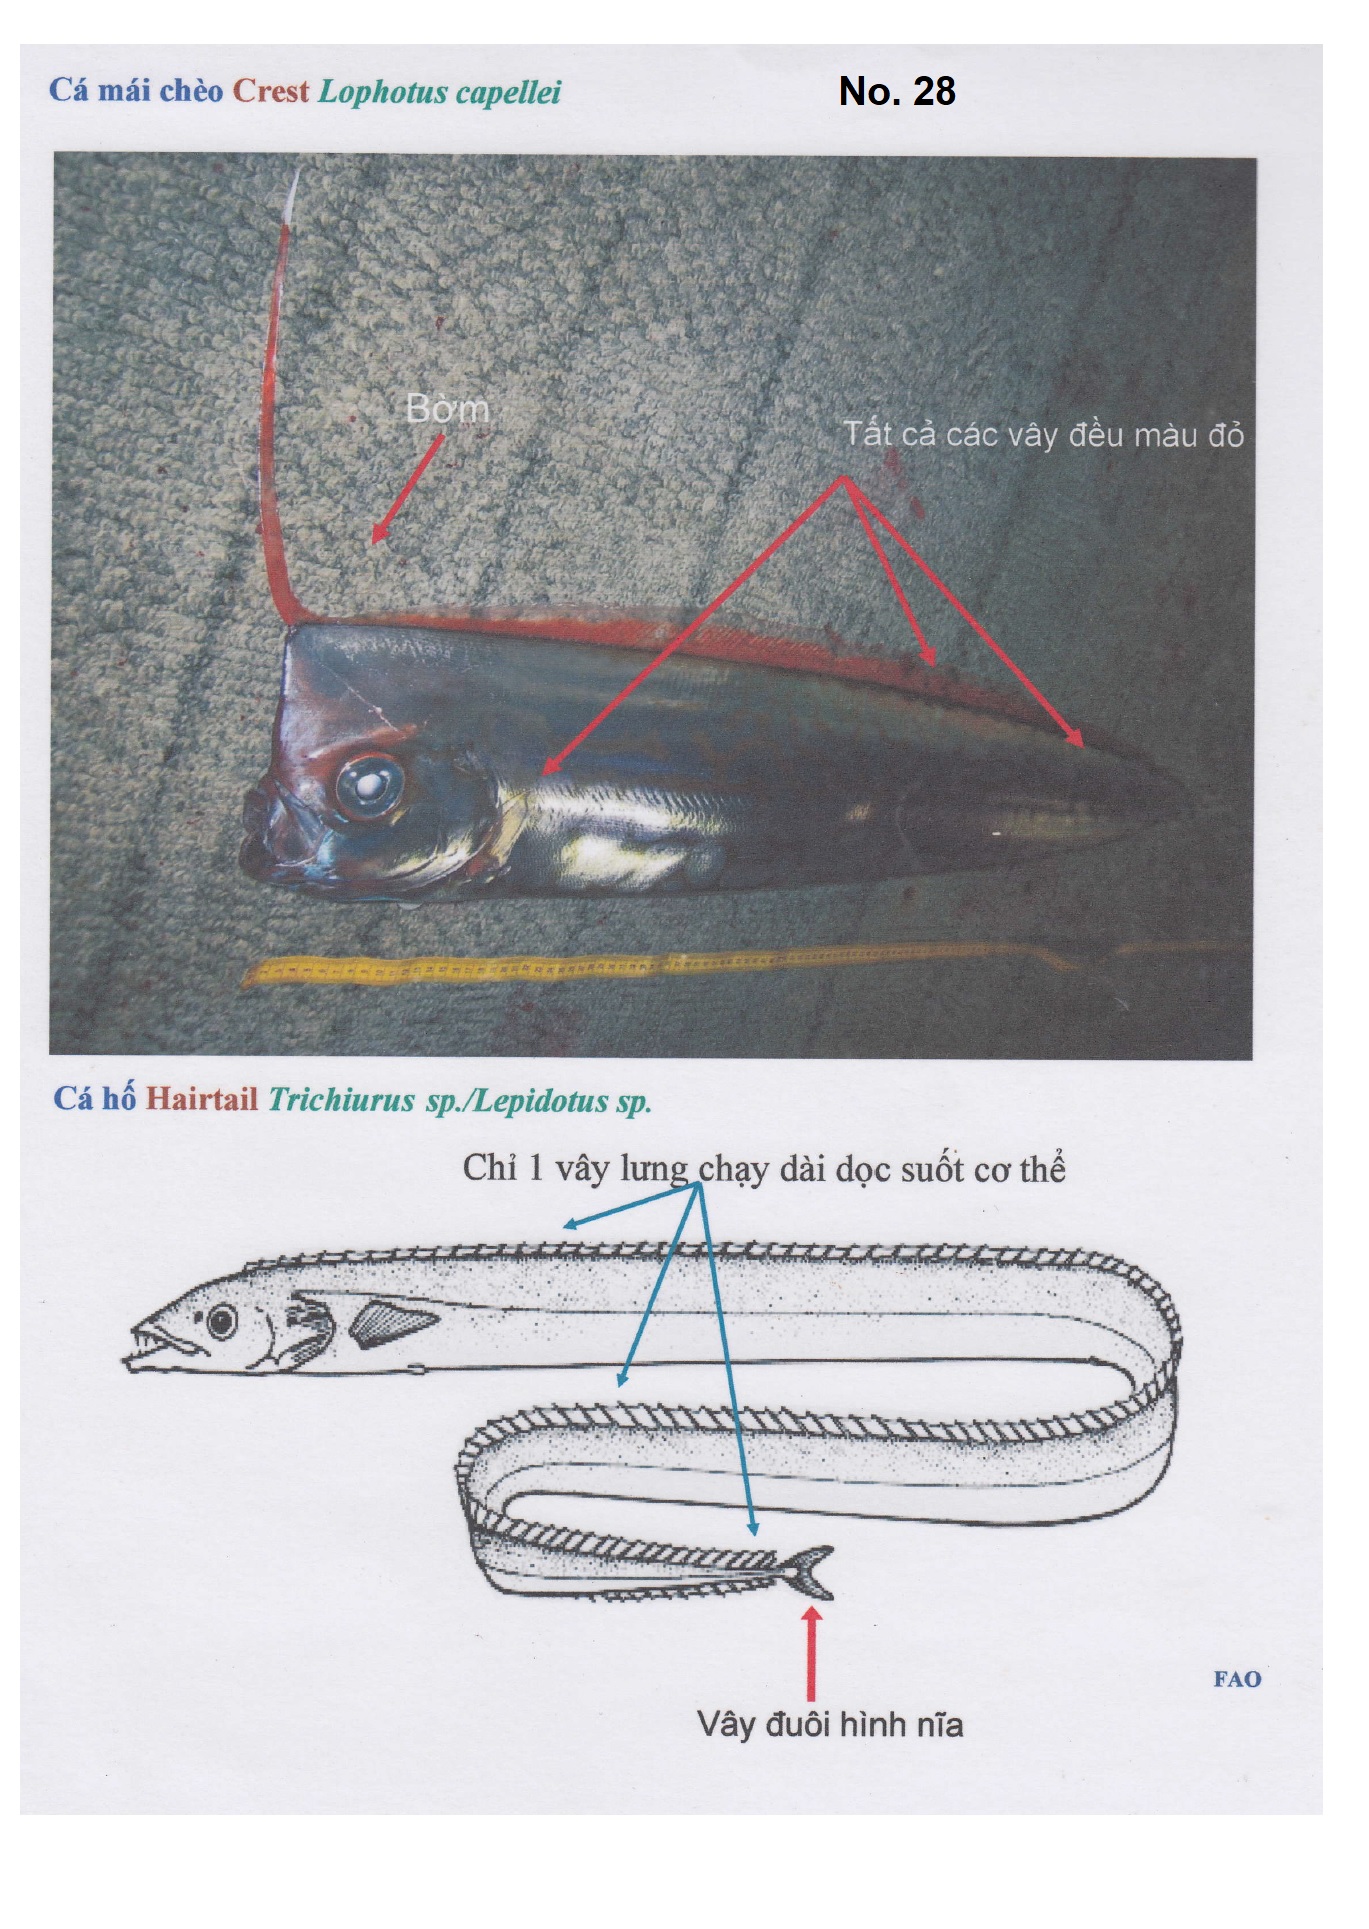 Cá mái chèo Crest Lophotus capellei
No. 28
Bờm
Tất cả các vây đều màu đỏ
Cá hố Hairtail Trichiurus sp./Lepidotus sp.
Chỉ 1 vây lưng chạy dài dọc suốt cơ thể
FAO
Vây đuôi hình nĩa